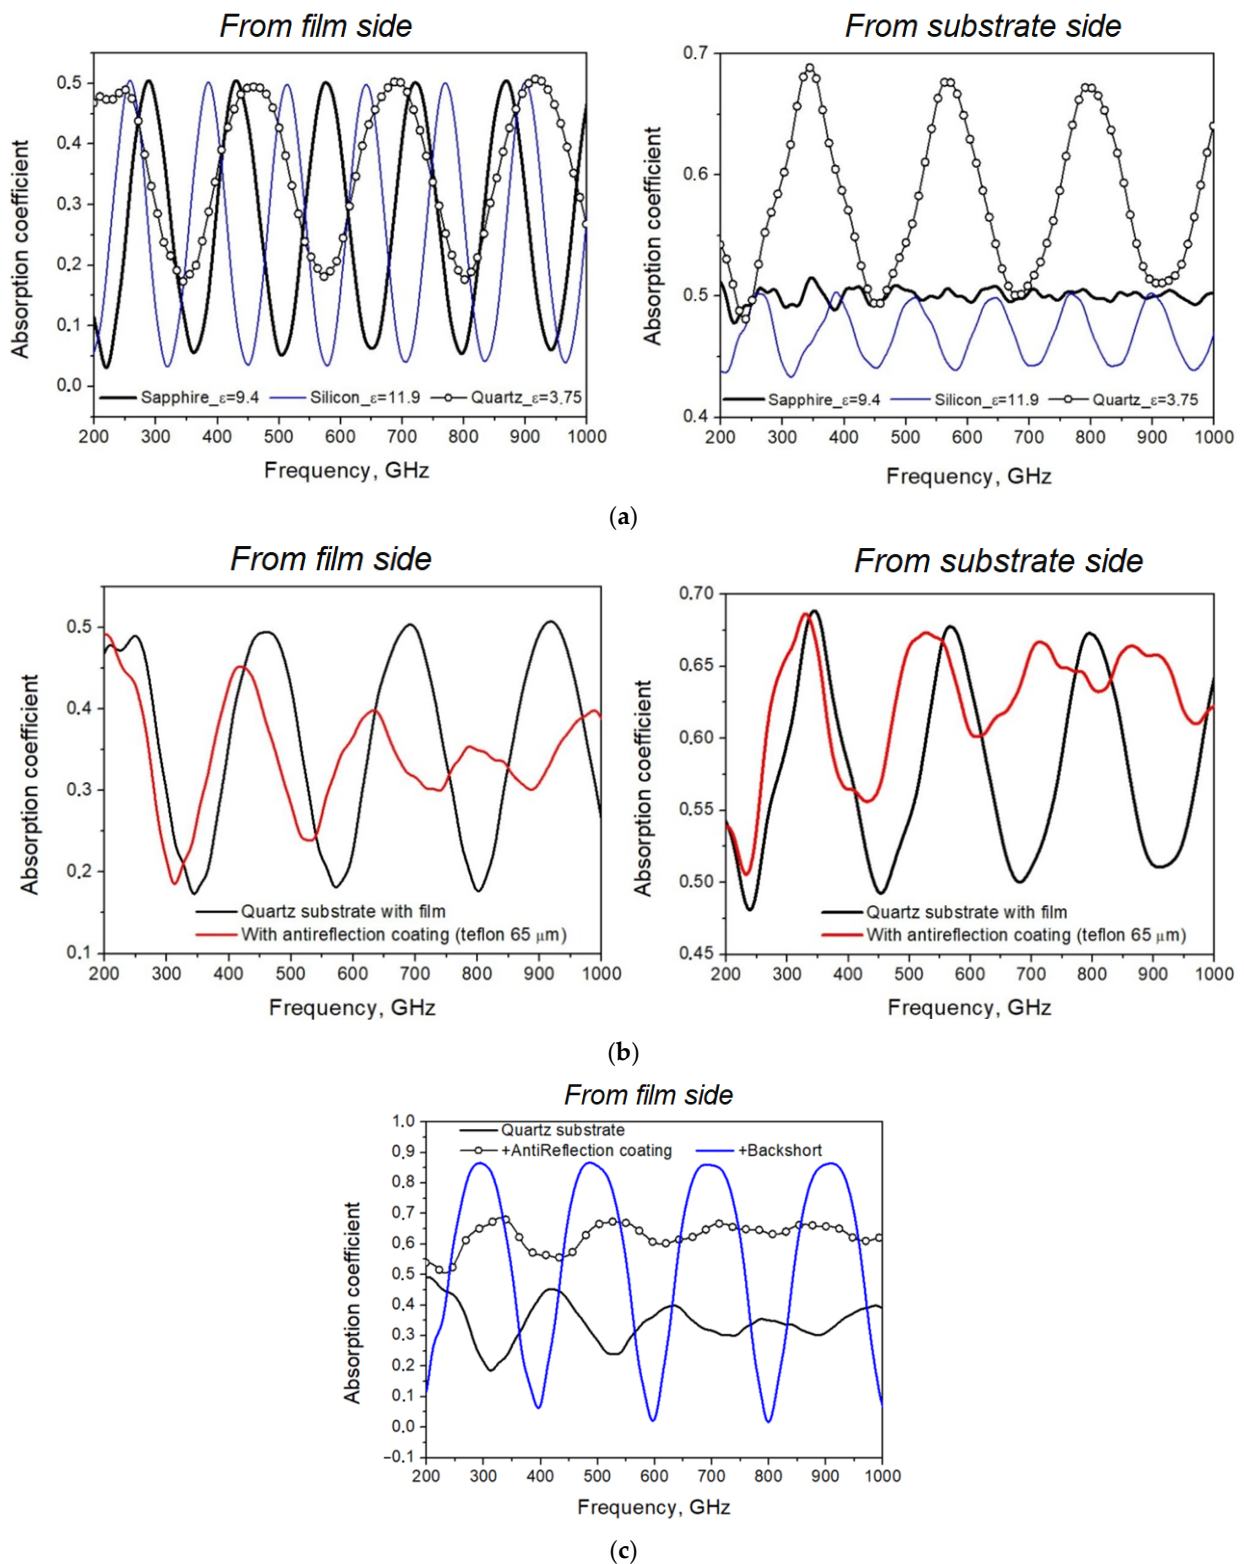 From film side
From substrate side
Absorption coefficient
0.5
0.4
0.3
0.2
0.1
0.0
Sapphire_ε=9.4
Silicon_ε=11.9
Quartz_ε=3.75
200 300 400 500 600 700 800 900 1000
Frequency, GHz
Absorption coefficient
0.7
0.6
0.5
0.4
Sapphire_ε=9.4
Silicon_ε=11.9
Quartz_ε=3.75
200 300 400 500 600 700 800 900 1000
Frequency, GHz
(a)
From film side
From substrate side
Absorption coefficient
0.5
0.4
0.3
0.2
0.1
Quartz substrate with film
With antireflection coating (teflon 65 μm)
200 300 400 500 600 700 800 900 1000
Frequency, GHz
Absorption coefficient
0.70
0.65
0.60
0.55
0.50
0.45
Quartz substrate with film
With antireflection coating (teflon 65 μm)
200 300 400 500 600 700 800 900 1000
Frequency, GHz
(b)
From film side
Absorption coefficient
1.0
0.9
0.8
0.7
0.6
0.5
0.4
0.3
0.2
0.1
0.0
−0.1
Quartz substrate
+AntiReflection coating
+Backshort
200 300 400 500 600 700 800 900 1000
Frequency, GHz
(c)